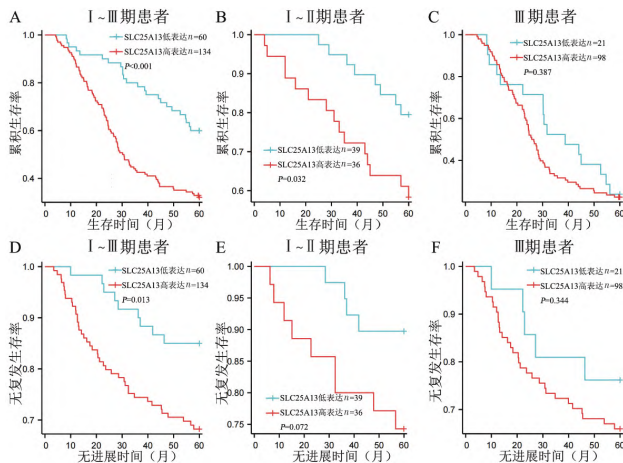 A
Ⅰ～Ⅲ期患者
SLC25A13低表达n=60
SLC25A13高表达n=134
P<0.001
累积生存率
1.0
0.8
0.6
0.4
0 10 20 30 40 50 60
生存时间（月）
B
Ⅰ～Ⅱ期患者
SLC25A13低表达n=39
SLC25A13高表达n=36
P=0.032
累积生存率
1.0
0.9
0.8
0.7
0.6
0 10 20 30 40 50 60
生存时间（月）
C
Ⅲ期患者
SLC25A13低表达n=21
SLC25A13高表达n=98
P=0.387
累积生存率
1.0
0.8
0.6
0.4
0 10 20 30 40 50 60
生存时间（月）
D
Ⅰ～Ⅲ期患者
SLC25A13低表达n=60
SLC25A13高表达n=134
P=0.013
无复发生存率
1.0
0.9
0.8
0.7
0 10 20 30 40 50 60
无进展时间（月）
E
Ⅰ～Ⅱ期患者
SLC25A13低表达n=39
SLC25A13高表达n=36
P=0.072
无复发生存率
1.00
0.95
0.90
0.85
0.80
0.75
0 10 20 30 40 50 60
无进展时间（月）
F
Ⅲ期患者
SLC25A13低表达n=21
SLC25A13高表达n=98
P=0.344
无复发生存率
1.0
0.9
0.8
0.7
0 10 20 30 40 50 60
无进展时间（月）